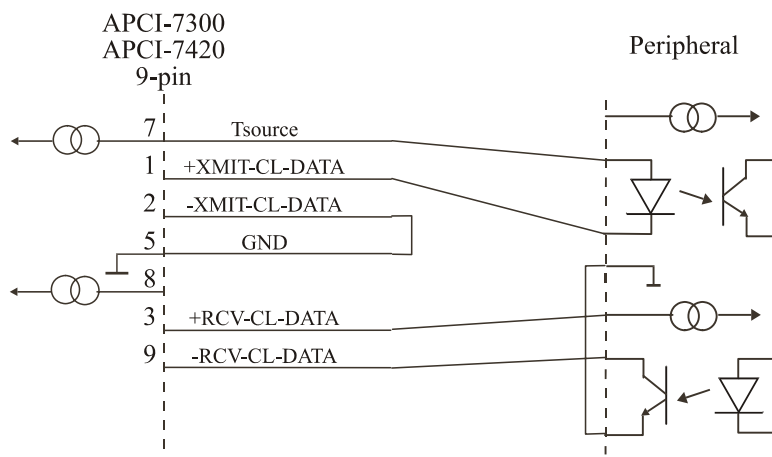 APCI-7300
APCI-7420
9-pin
Peripheral
7 Tsource
1 +XMIT-CL-DATA
2 -XMIT-CL-DATA
5 GND
8
3 +RCV-CL-DATA
9 -RCV-CL-DATA